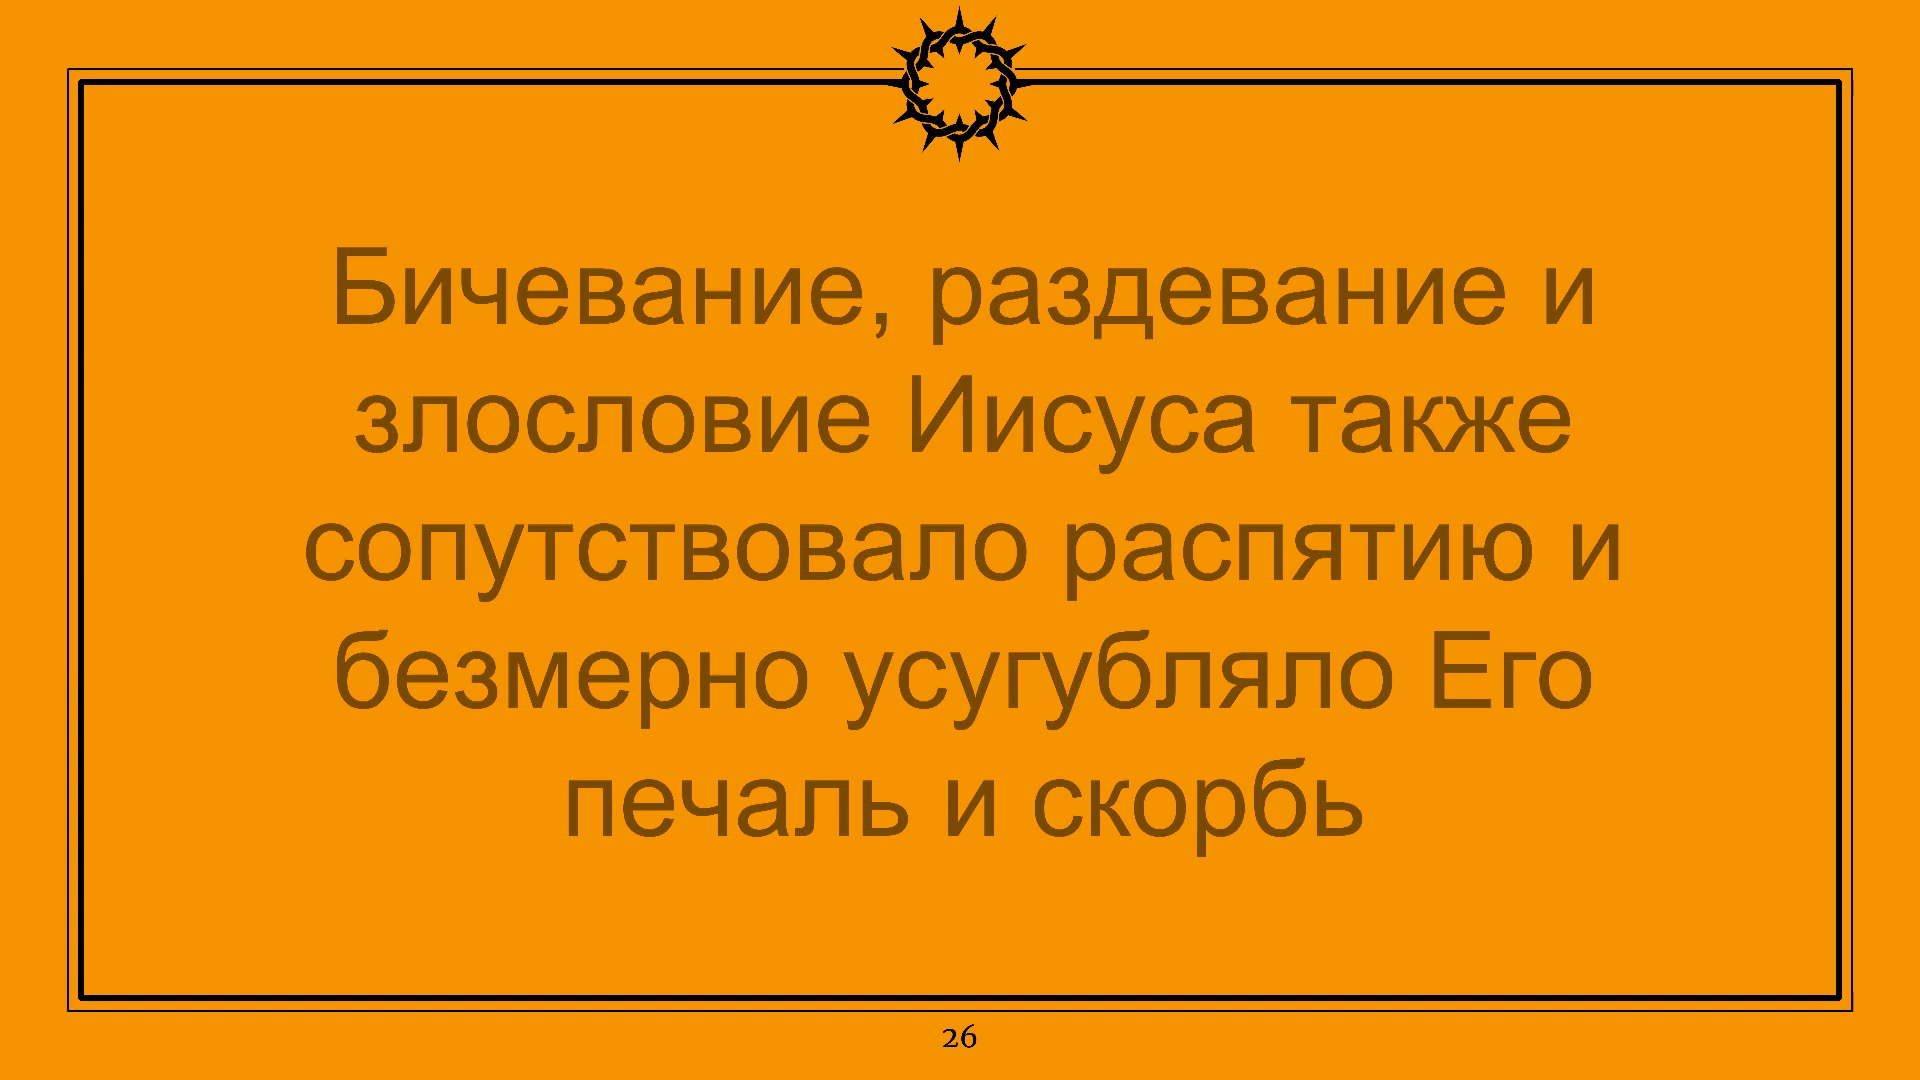 Бичевание, раздевание и
злословие Иисуса также
сопутствовало распятию и
безмерно усугубляло Его
печаль и скорбь
26